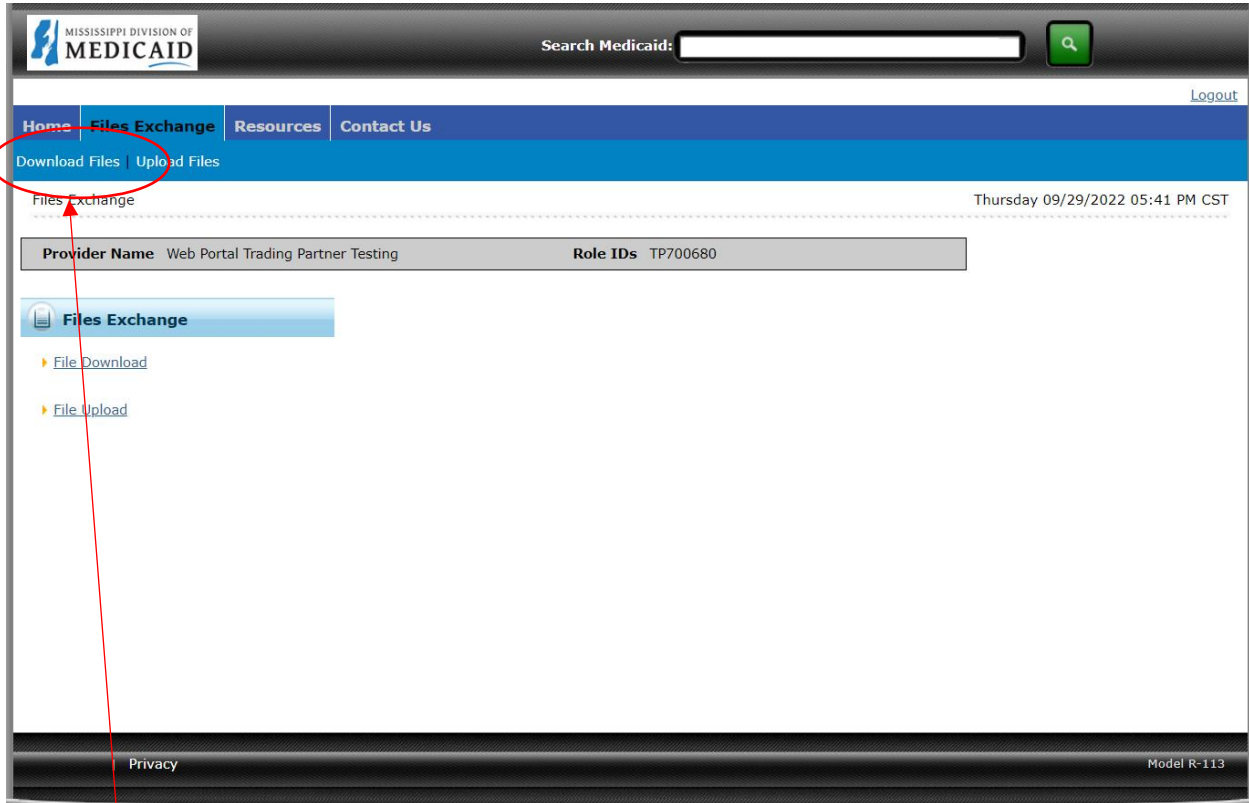 MISSISSIPPI DIVISION OF
MEDICAID
Search Medicaid:
Logout
Home Files Exchange Resources Contact Us
Download Files | Upload Files
Files Exchange Thursday 09/29/2022 05:41 PM CST
Provider Name Web Portal Trading Partner Testing Role IDs TP700680
Files Exchange
File Download
File Upload
| Privacy Model R-113